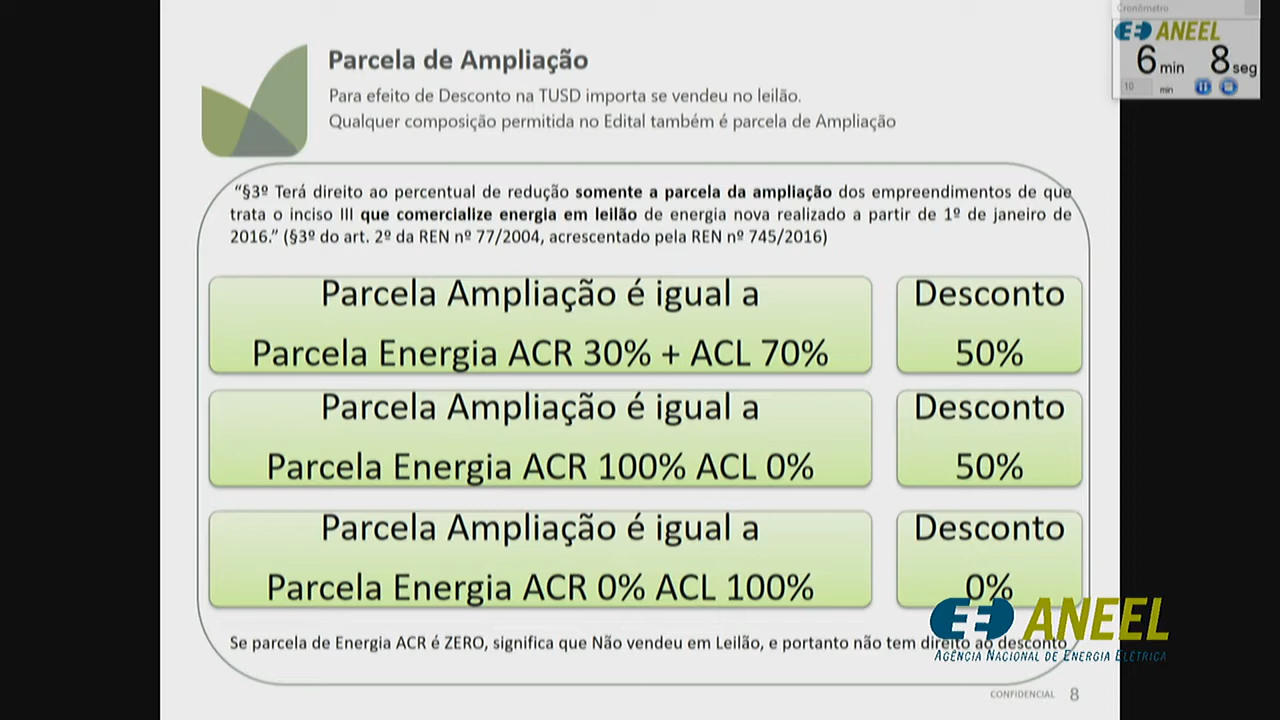 Cronômetro
ANEEL
6 min 8 seg
10 min
Parcela de Ampliação
Para efeito de Desconto na TUSD importa se vendeu no leilão.
Qualquer composição permitida no Edital também é parcela de Ampliação
“§3º Terá direito ao percentual de redução somente a parcela da ampliação dos empreendimentos de que
trata o inciso III que comercialize energia em leilão de energia nova realizado a partir de 1º de janeiro de
2016.” (§3º do art. 2º da REN nº 77/2004, acrescentado pela REN nº 745/2016)
Parcela Ampliação é igual a
Parcela Energia ACR 30% + ACL 70%
Desconto
50%
Parcela Ampliação é igual a
Parcela Energia ACR 100% ACL 0%
Desconto
50%
Parcela Ampliação é igual a
Parcela Energia ACR 0% ACL 100%
Desconto
0%
Se parcela de Energia ACR é ZERO, significa que Não vendeu em Leilão, e portanto não tem direito ao desconto
ANEEL
AGÊNCIA NACIONAL DE ENERGIA ELÉTRICA
CONFIDENCIAL 8